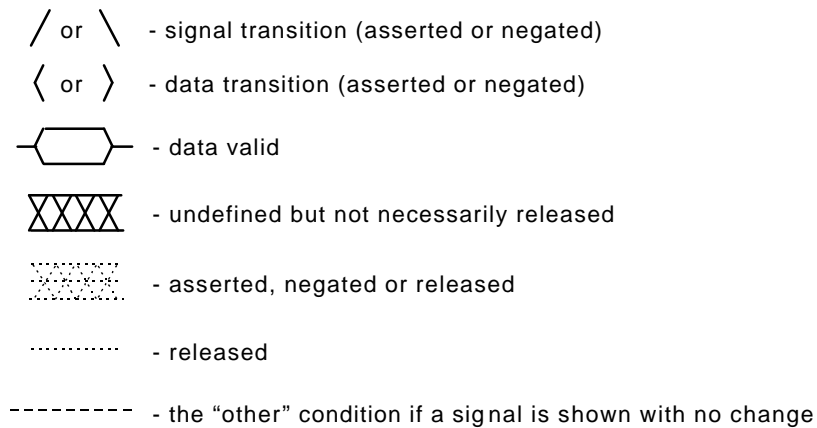 or - signal transition (asserted or negated)
or - data transition (asserted or negated)
- data valid
- undefined but not necessarily released
- asserted, negated or released
- released
- the “other” condition if a signal is shown with no change